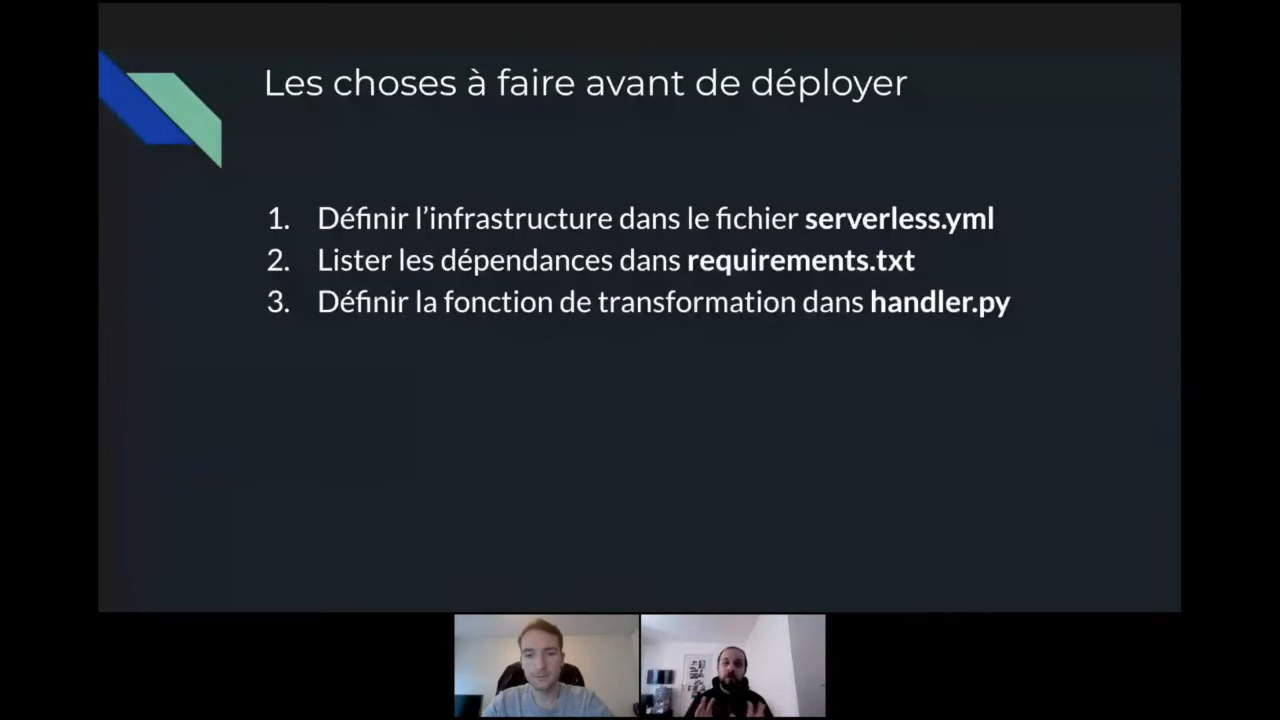 Les choses à faire avant de déployer
1. Définir l’infrastructure dans le fichier serverless.yml
2. Lister les dépendances dans requirements.txt
3. Définir la fonction de transformation dans handler.py